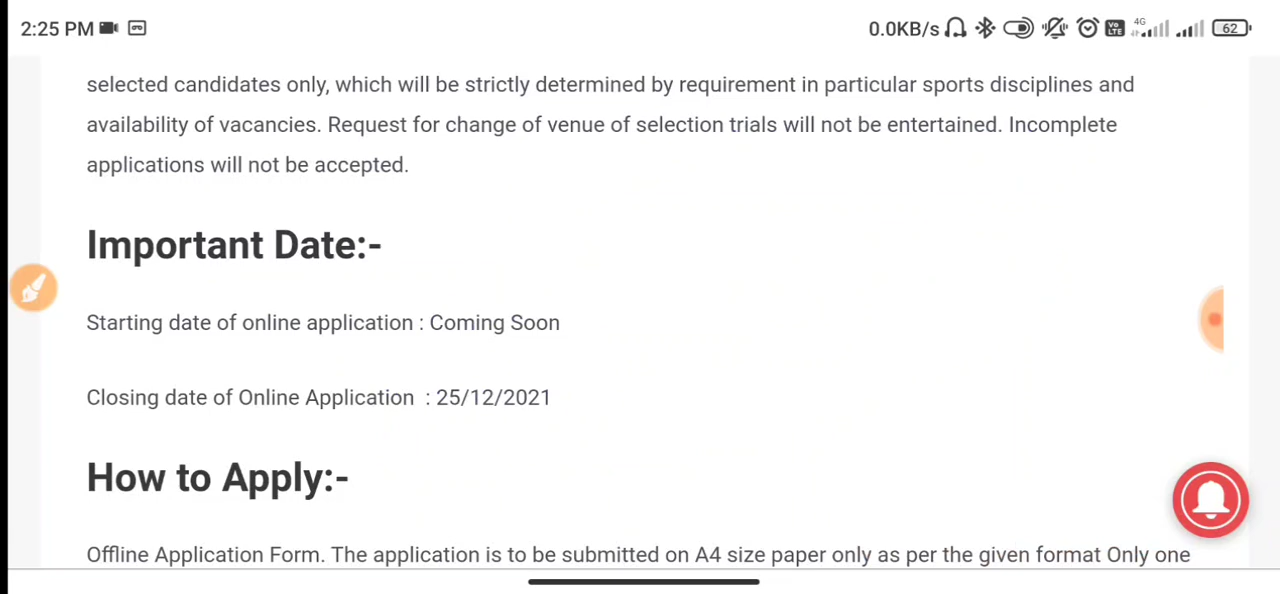 2:25 PM 0.0KB/s 4G Vo LTE 62
selected candidates only, which will be strictly determined by requirement in particular sports disciplines and
availability of vacancies. Request for change of venue of selection trials will not be entertained. Incomplete
applications will not be accepted.
Important Date:-
Starting date of online application : Coming Soon
Closing date of Online Application  : 25/12/2021
How to Apply:-
Offline Application Form. The application is to be submitted on A4 size paper only as per the given format Only one